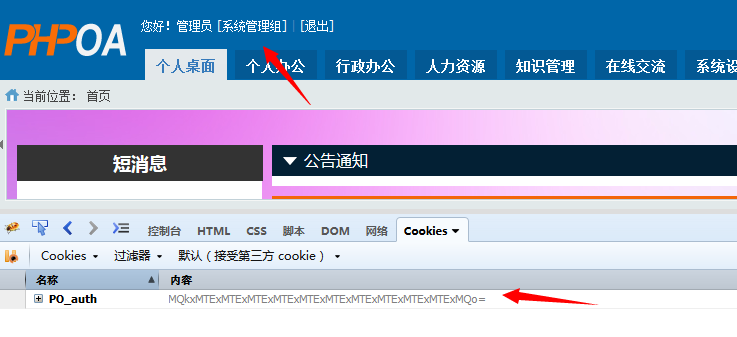 PHPOA
您好! 管理员 [系统管理组] | [退出]
个人桌面 个人办公 行政办公 人力资源 知识管理 在线交流 系统设
当前位置: 首页
短消息 公告通知
控制台 HTML CSS 脚本 DOM 网络 Cookies
Cookies 过滤器 默认（接受第三方 cookie）
名称 内容
PO_auth MQkxMTExMTExMTExMTExMTExMTExMTExMTExMTExMTExMQo=